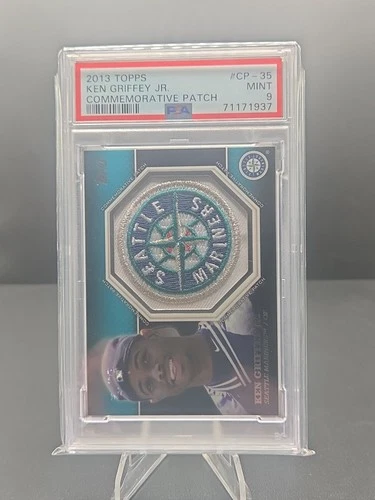 2013 TOPPS #CP - 35
KEN GRIFFEY JR. MINT
COMMEMORATIVE PATCH 9
PSA 71171937
SEATTLE
MARINERS
KEN GRIFFEY JR.